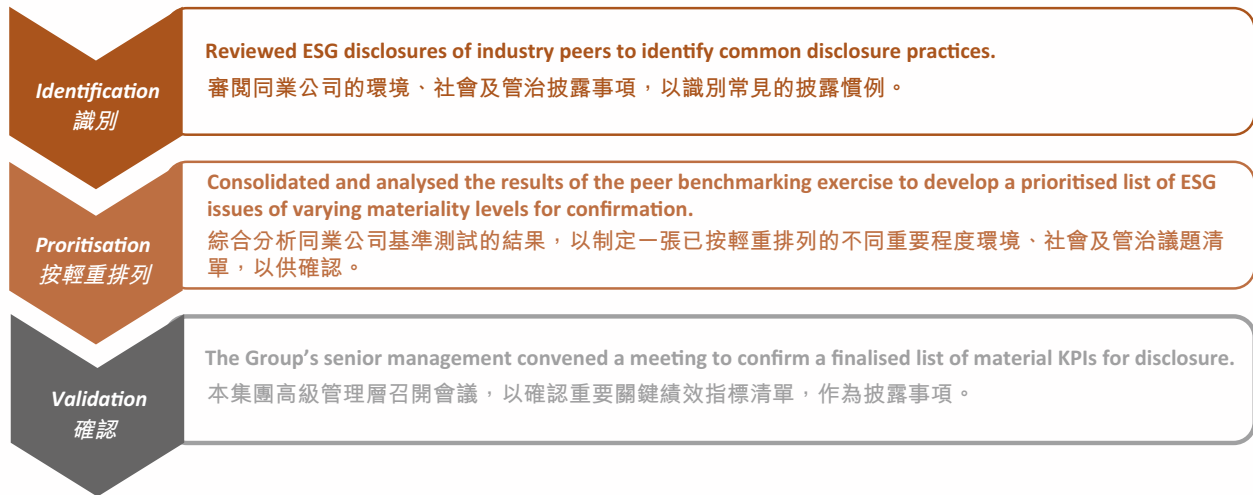 Identification
識別
Reviewed ESG disclosures of industry peers to identify common disclosure practices.
審閱同業公司的環境、社會及管治披露事項，以識別常見的披露慣例。
Proritisation
按輕重排列
Consolidated and analysed the results of the peer benchmarking exercise to develop a prioritised list of ESG
issues of varying materiality levels for confirmation.
綜合分析同業公司基準測試的結果，以制定一張已按輕重排列的不同重要程度環境、社會及管治議題清
單，以供確認。
Validation
確認
The Group’s senior management convened a meeting to confirm a finalised list of material KPIs for disclosure.
本集團高級管理層召開會議，以確認重要關鍵績效指標清單，作為披露事項。